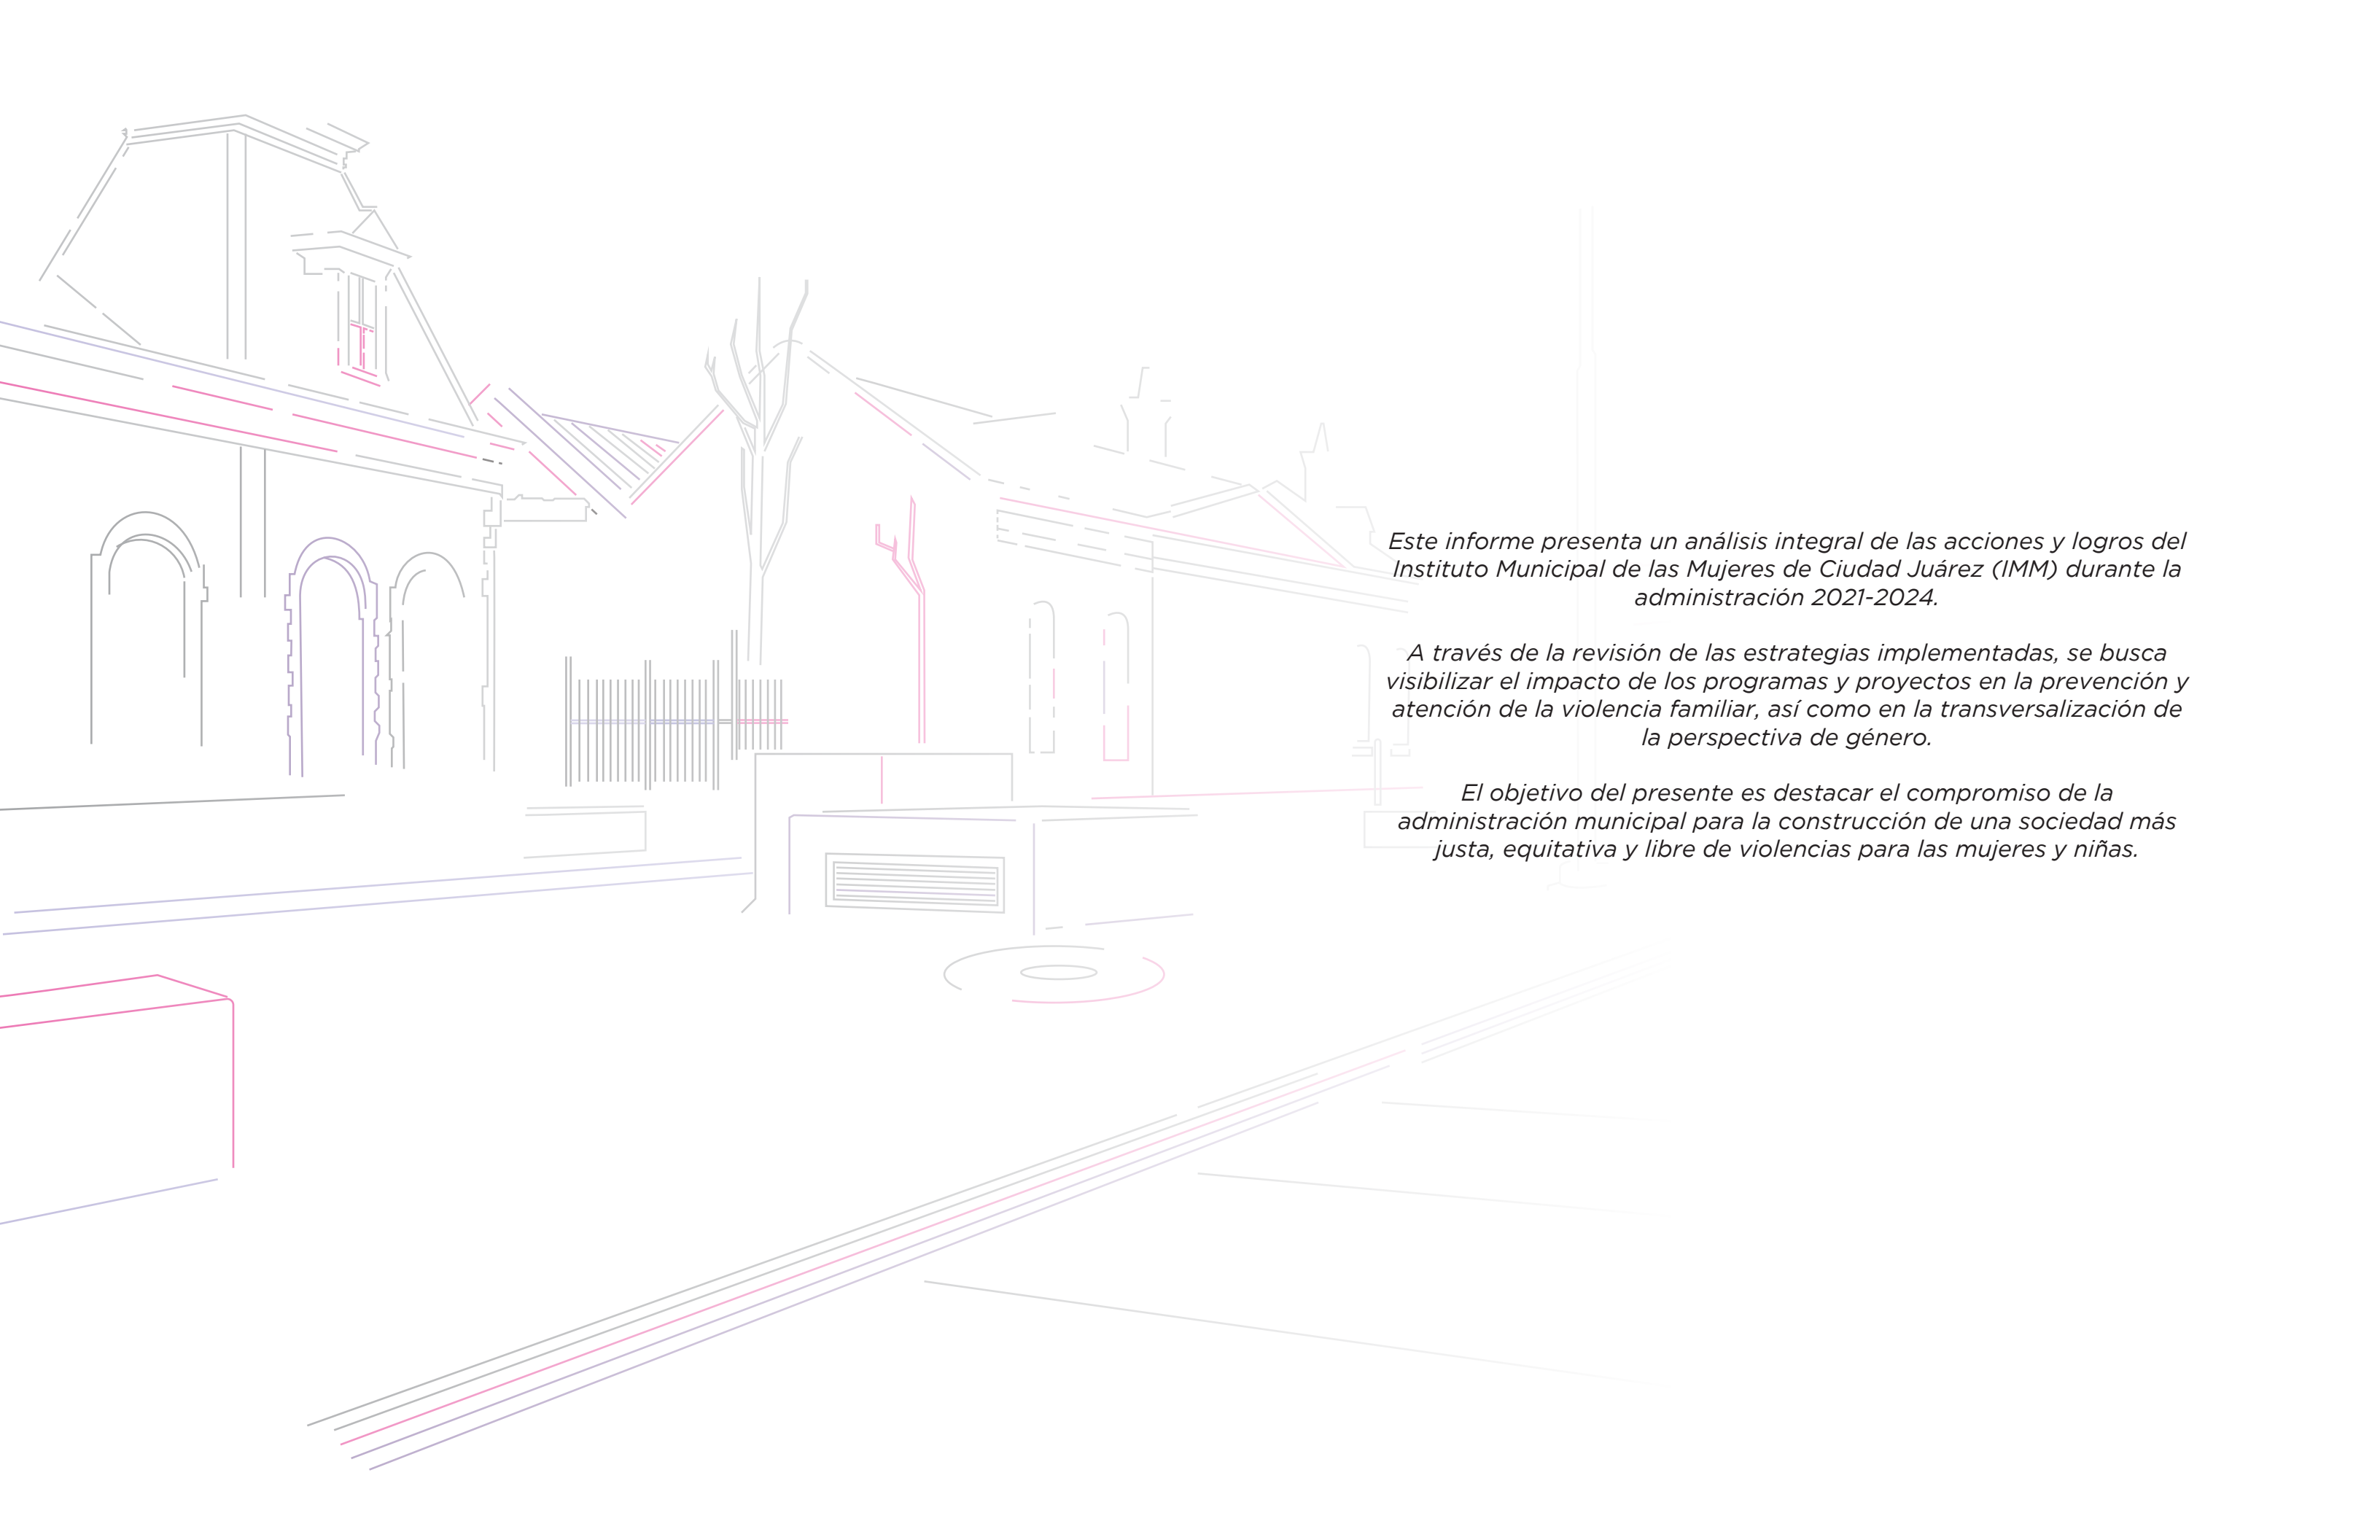 Este informe presenta un análisis integral de las acciones y logros del
Instituto Municipal de las Mujeres de Ciudad Juárez (IMM) durante la
administración 2021-2024.
A través de la revisión de las estrategias implementadas, se busca
visibilizar el impacto de los programas y proyectos en la prevención y
atención de la violencia familiar, así como en la transversalización de
la perspectiva de género.
El objetivo del presente es destacar el compromiso de la
administración municipal para la construcción de una sociedad más
justa, equitativa y libre de violencias para las mujeres y niñas.